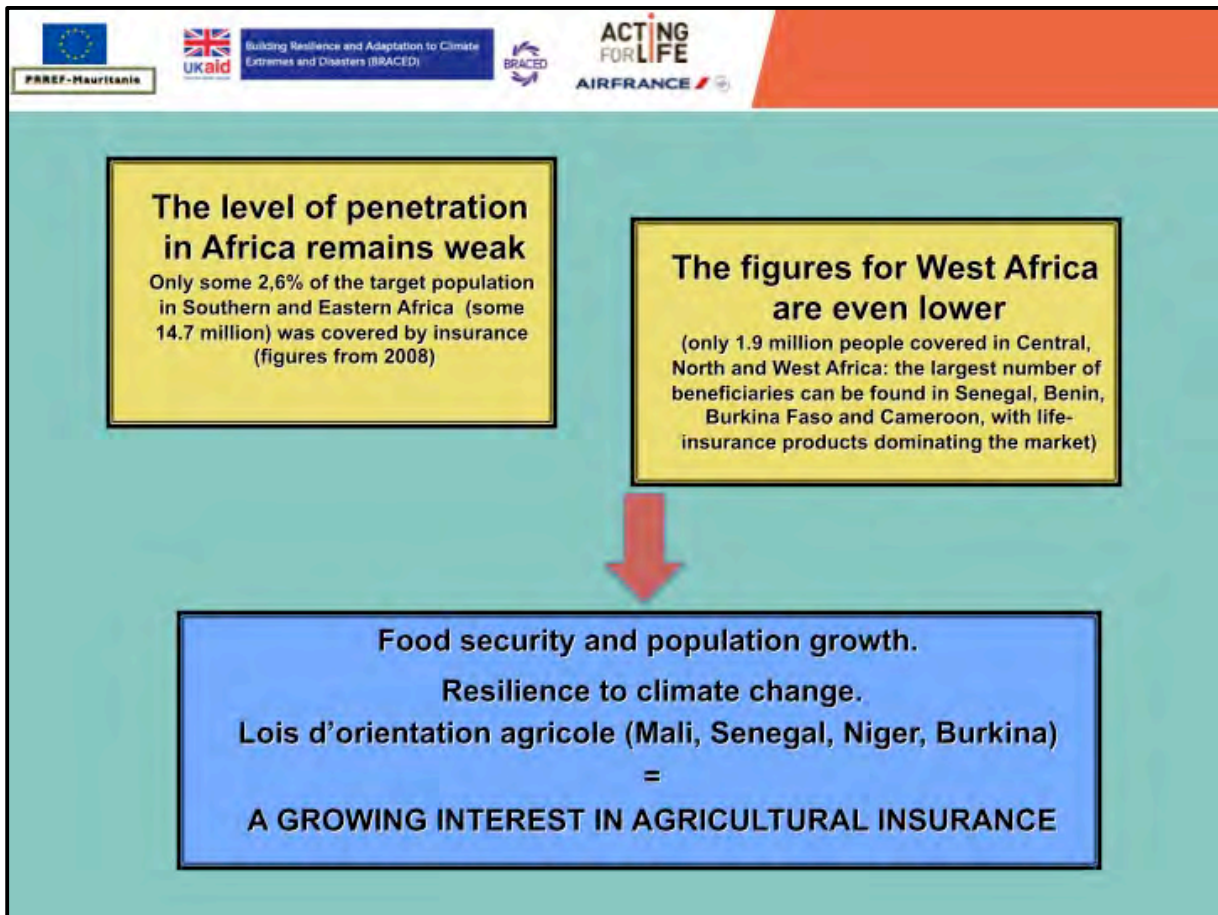 PRREF-Mauritanie
UKaid
Building Resilience and Adaptation to Climate
Extremes and Disasters (BRACED)
BRACED
ACTING
FOR LIFE
AIRFRANCE
The level of penetration
in Africa remains weak
Only some 2,6% of the target population
in Southern and Eastern Africa (some
14.7 million) was covered by insurance
(figures from 2008)
The figures for West Africa
are even lower
(only 1.9 million people covered in Central,
North and West Africa: the largest number of
beneficiaries can be found in Senegal, Benin,
Burkina Faso and Cameroon, with life-
insurance products dominating the market)
Food security and population growth.
Resilience to climate change.
Lois d'orientation agricole (Mali, Senegal, Niger, Burkina)
=
A GROWING INTEREST IN AGRICULTURAL INSURANCE